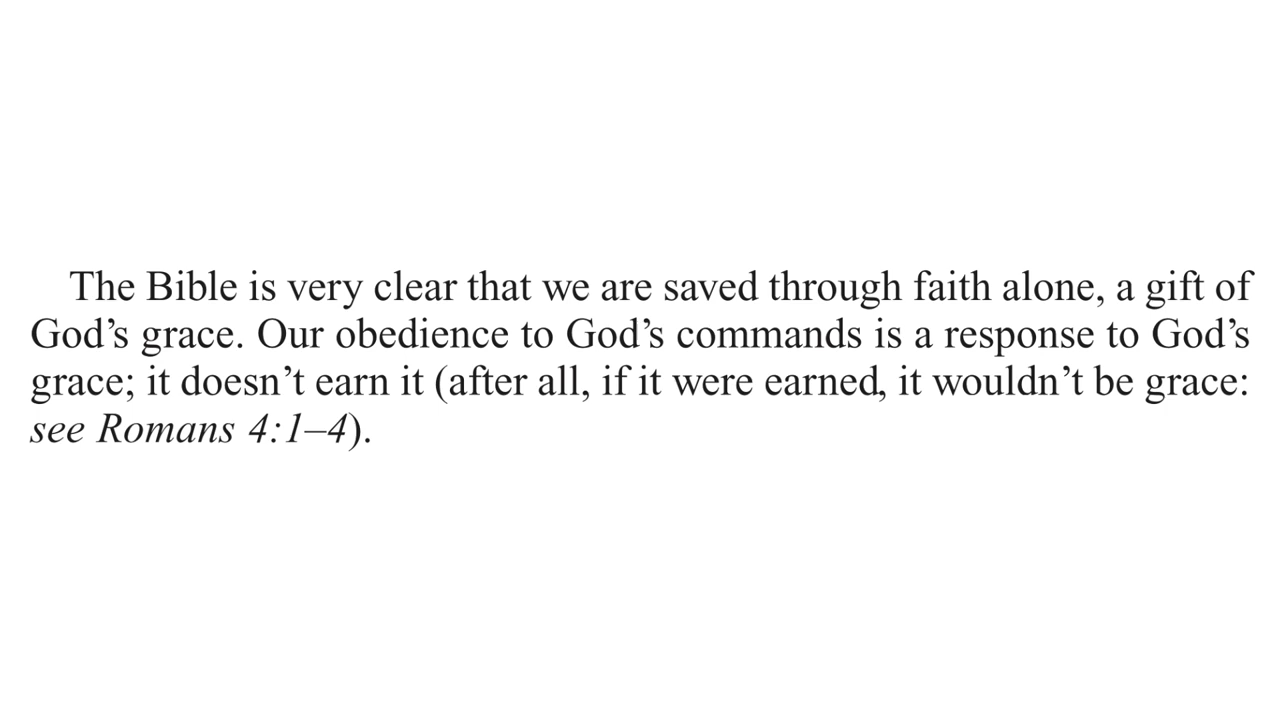 The Bible is very clear that we are saved through faith alone, a gift of
God’s grace. Our obedience to God’s commands is a response to God’s
grace; it doesn’t earn it (after all, if it were earned, it wouldn’t be grace:
see Romans 4:1–4).